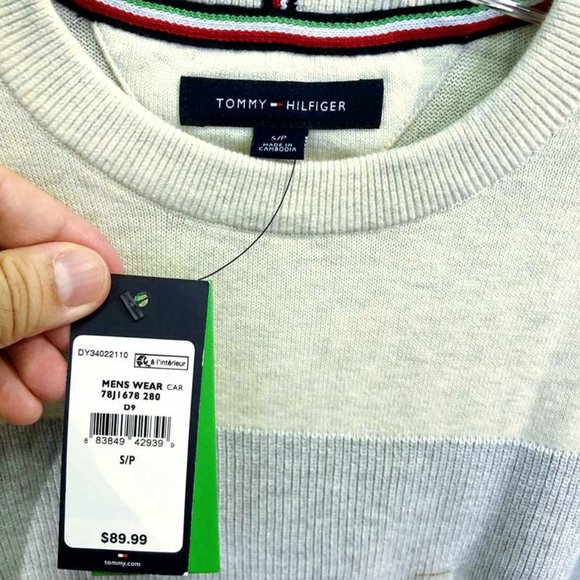 TOMMY HILFIGER
S/P
MADE IN
CAMBODIA
DY34022110
à l'intérieur
MENS WEAR CAR
78J1678 280
D9
8 83849 42939 9
S/P
$89.99
tommy.com